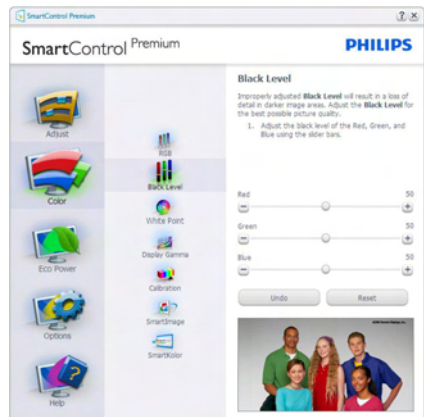 SmartControl Premium
SmartControl Premium
PHILIPS
Adjust
Color
Eco Power
Options
Help
RGB
Black Level
White Point
Display Gamma
Calibration
SmartImage
SmartKolor
Black Level
Improperly adjusted Black Level will result in a loss of
detail in darker image areas. Adjust the Black Level for
the best possible picture quality.
1. Adjust the black level of the Red, Green, and
Blue using the slider bars.
Red 50
Green 50
Blue 50
Undo
Reset